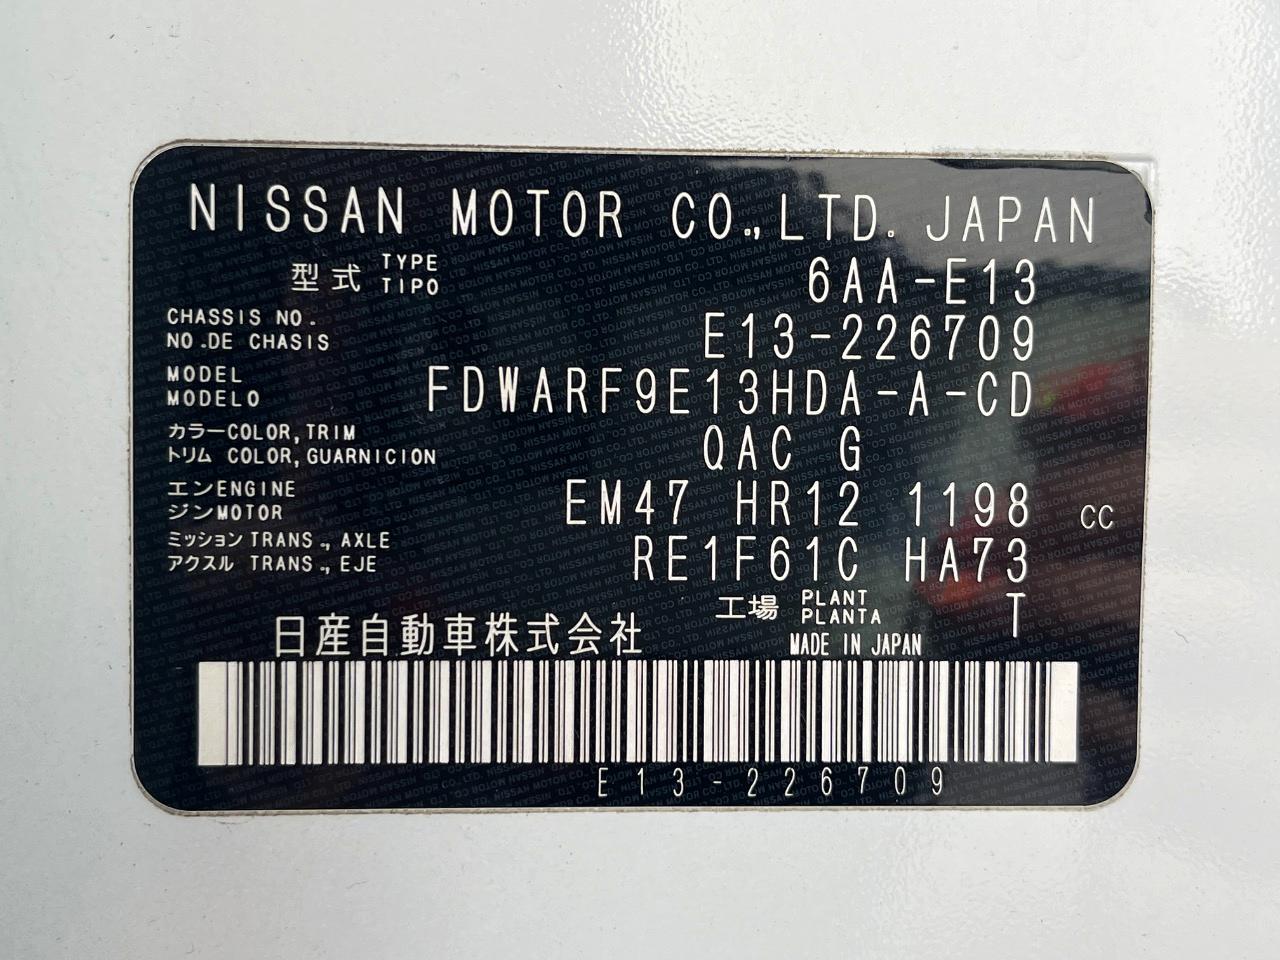 NISSAN MOTOR CO.,LTD. JAPAN
型式 TYPE TIPO 6AA-E13
CHASSIS NO. E13-226709
NO.DE CHASIS
MODEL FDWARF9E13HDA-A-CD
MODELO
カラーCOLOR,TRIM QAC G
トリム COLOR,GUARNICION
エンENGINE EM47 HR12 1198 CC
ジンMOTOR
ミッション TRANS., AXLE RE1F61C HA73
アクスル TRANS., EJE
工場 PLANT PLANTA T
日産自動車株式会社 MADE IN JAPAN
E13-226709